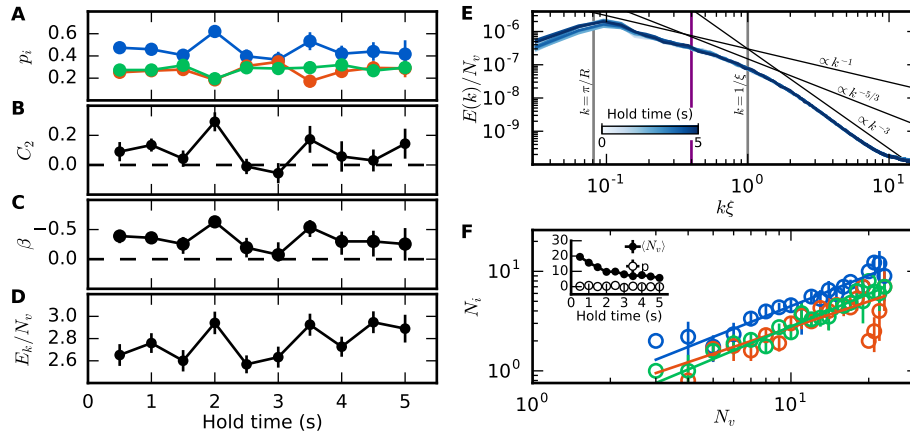 A
0.6
0.4
0.2
p_i
B
0.2
0.0
C_2
C
−0.5
0.0
β
D
3.0
2.8
2.6
E_k/N_v
0 1 2 3 4 5
Hold time (s)
E
10^-6
10^-7
10^-8
10^-9
E(k)/N_v
k = π/R
k = 1/ξ
∝ k^-1
∝ k^-5/3
∝ k^-3
Hold time (s)
0 5
10^-1 10^0 10^1
kξ
F
10^1
10^0
N_i
30
20
10
0
⟨N_v⟩
p
0 1 2 3 4 5
Hold time (s)
10^0 10^1
N_v